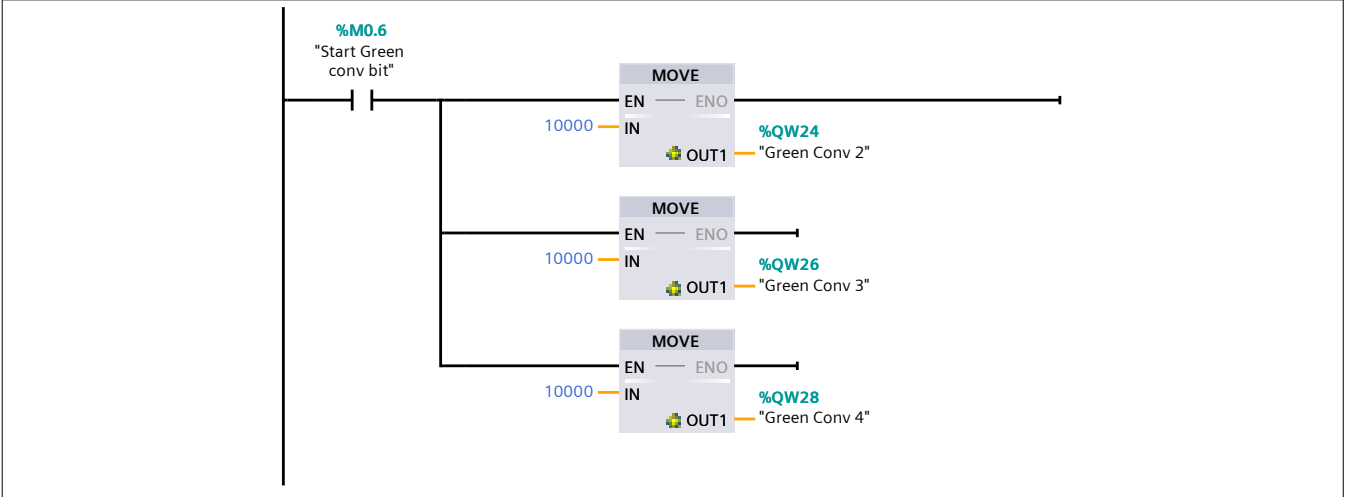 %M0.6
"Start Green
conv bit"
MOVE
EN ENO
10000 IN
%QW24
OUT1 "Green Conv 2"
MOVE
EN ENO
10000 IN
%QW26
OUT1 "Green Conv 3"
MOVE
EN ENO
10000 IN
%QW28
OUT1 "Green Conv 4"